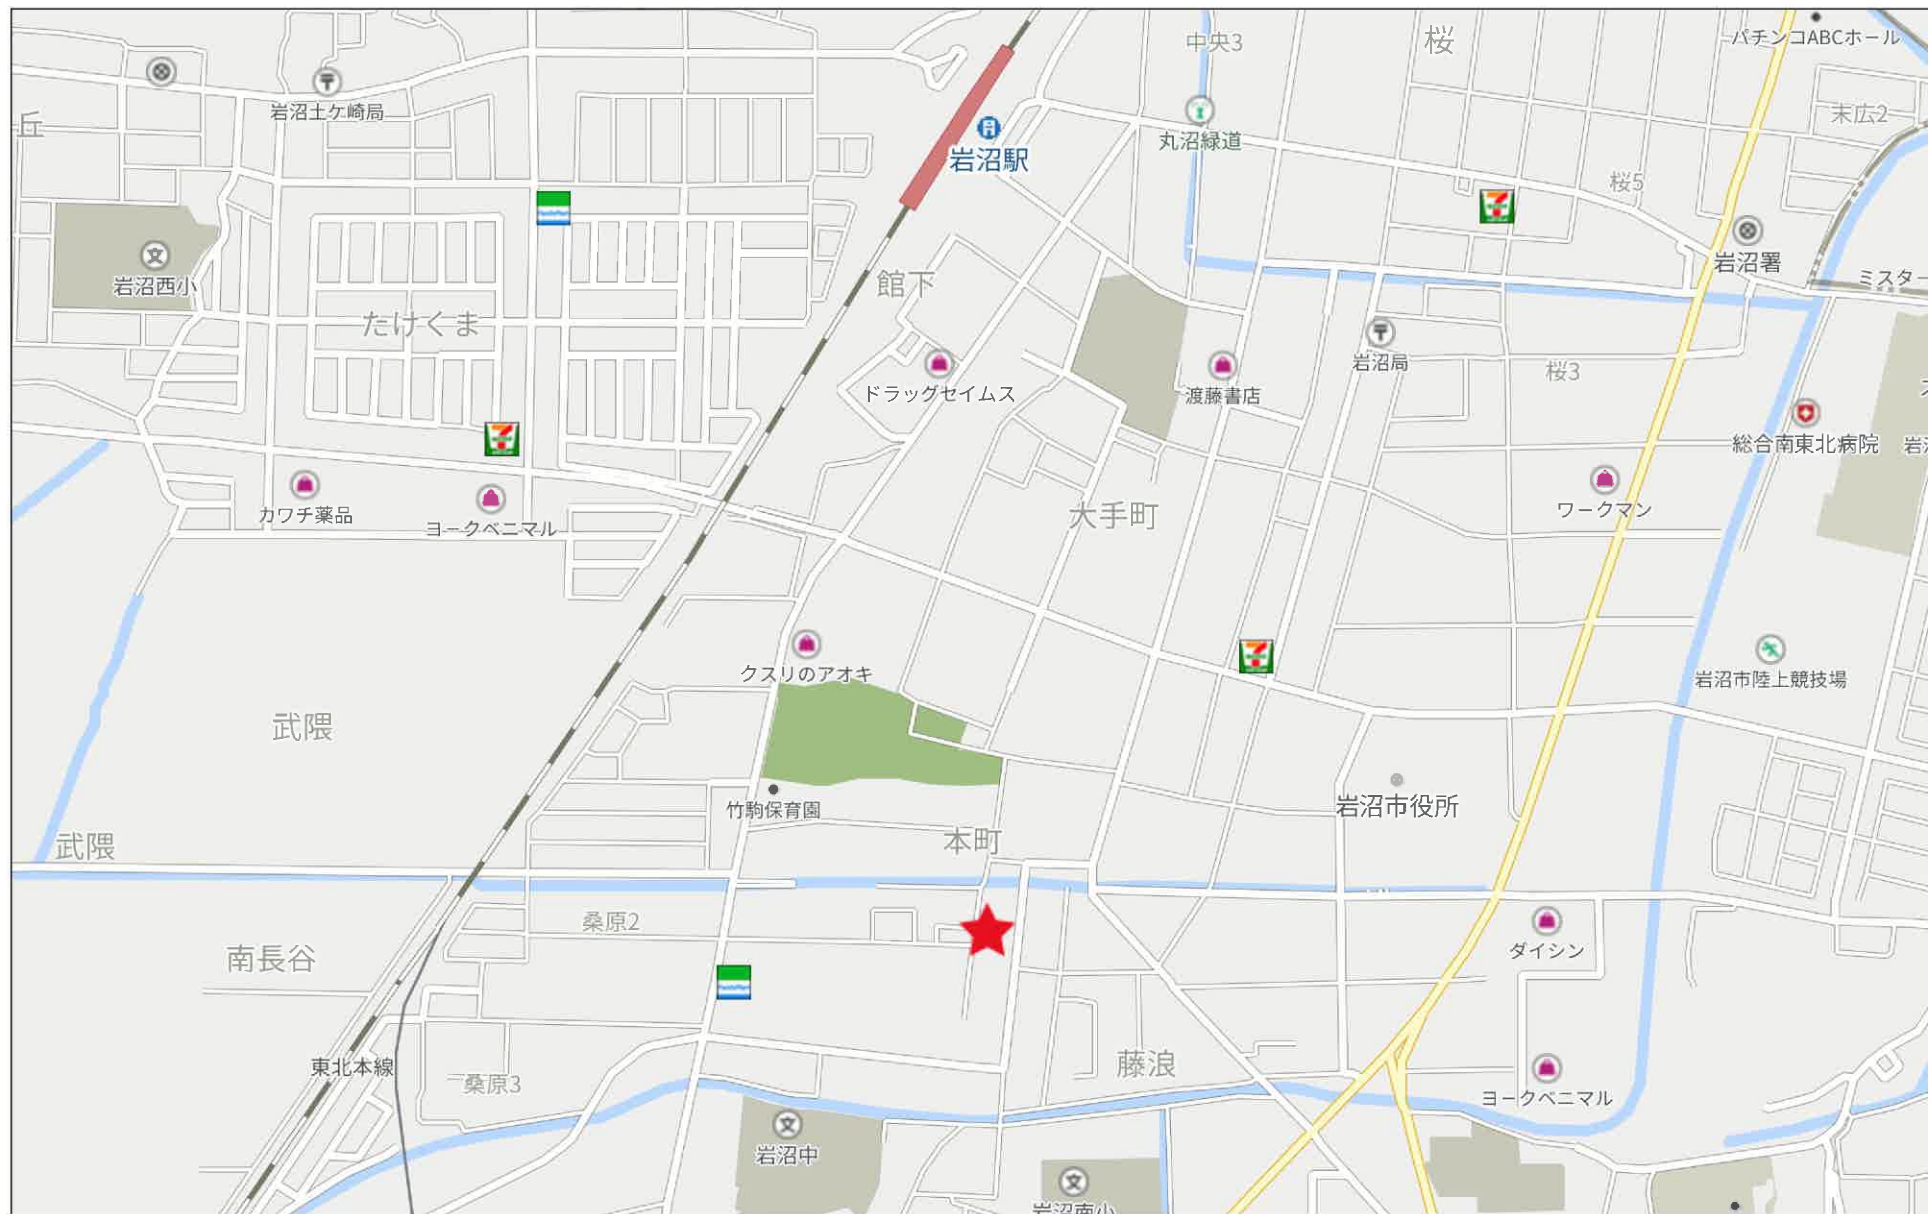 中央3
桜
パチンコABCホール
岩沼土ケ崎局
丘
末広2
丸沼緑道
岩沼駅
桜5
岩沼署
岩沼西小
館下
ミスター
たけくま
岩沼局
桜3
ドラッグセイムス
渡藤書店
総合南東北病院
カワチ薬品
ヨークベニマル
大手町
ワークマン
クスリのアオキ
岩沼市陸上競技場
武隈
竹駒保育園
岩沼市役所
本町
武隈
桑原2
南長谷
ダイシン
東北本線
桑原3
藤浪
ヨークベニマル
岩沼中
岩沼南小